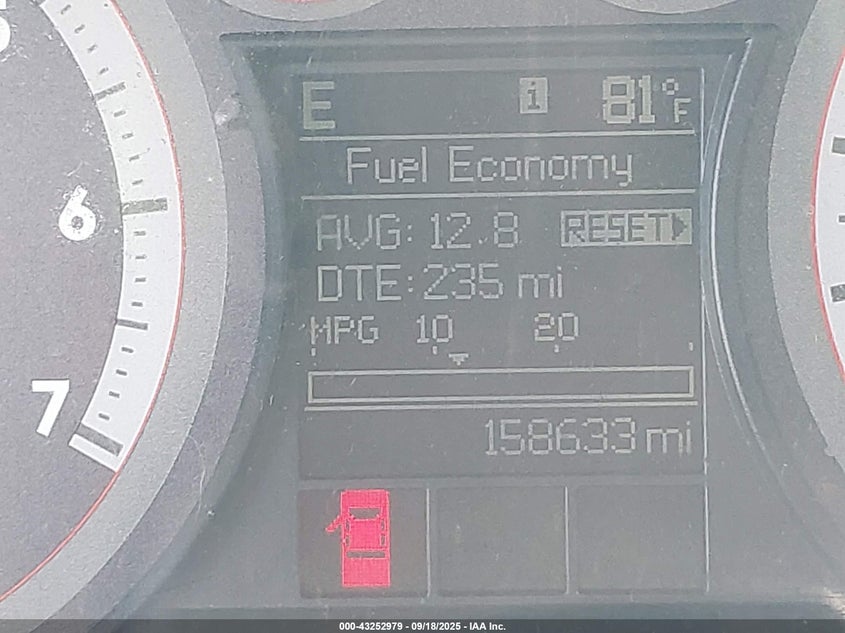 6
7
E i 81°F
Fuel Economy
AVG: 12.8 RESET
DTE: 235 mi
MPG 10 20
158633 mi
000-43252979 - 09/18/2025 - IAA Inc.